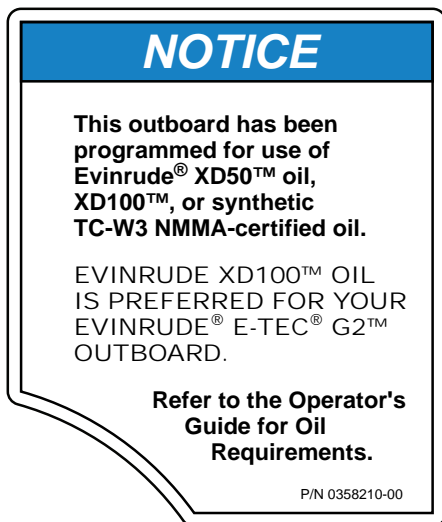 NOTICE
This outboard has been
programmed for use of
Evinrude® XD50™ oil,
XD100™, or synthetic
TC-W3 NMMA-certified oil.
EVINRUDE XD100™ OIL
IS PREFERRED FOR YOUR
EVINRUDE® E-TEC® G2™
OUTBOARD.
Refer to the Operator's
Guide for Oil
Requirements.
P/N 0358210-00